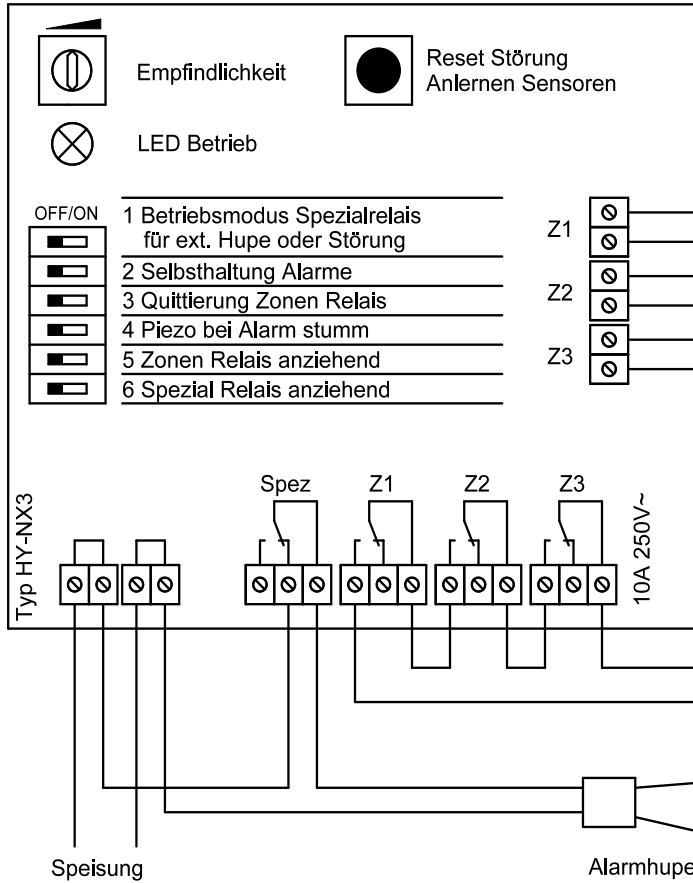 Empfindlichkeit
Reset Störung
Anlernen Sensoren
LED Betrieb
OFF/ON
1 Betriebsmodus Spezialrelais
für ext. Hupe oder Störung
2 Selbsthaltung Alarme
3 Quittierung Zonen Relais
4 Piezo bei Alarm stumm
5 Zonen Relais anziehend
6 Spezial Relais anziehend
Z1
Z2
Z3
Typ HY-NX3
Spez
Z1
Z2
Z3
10A 250V~
Speisung
Alarmhupe